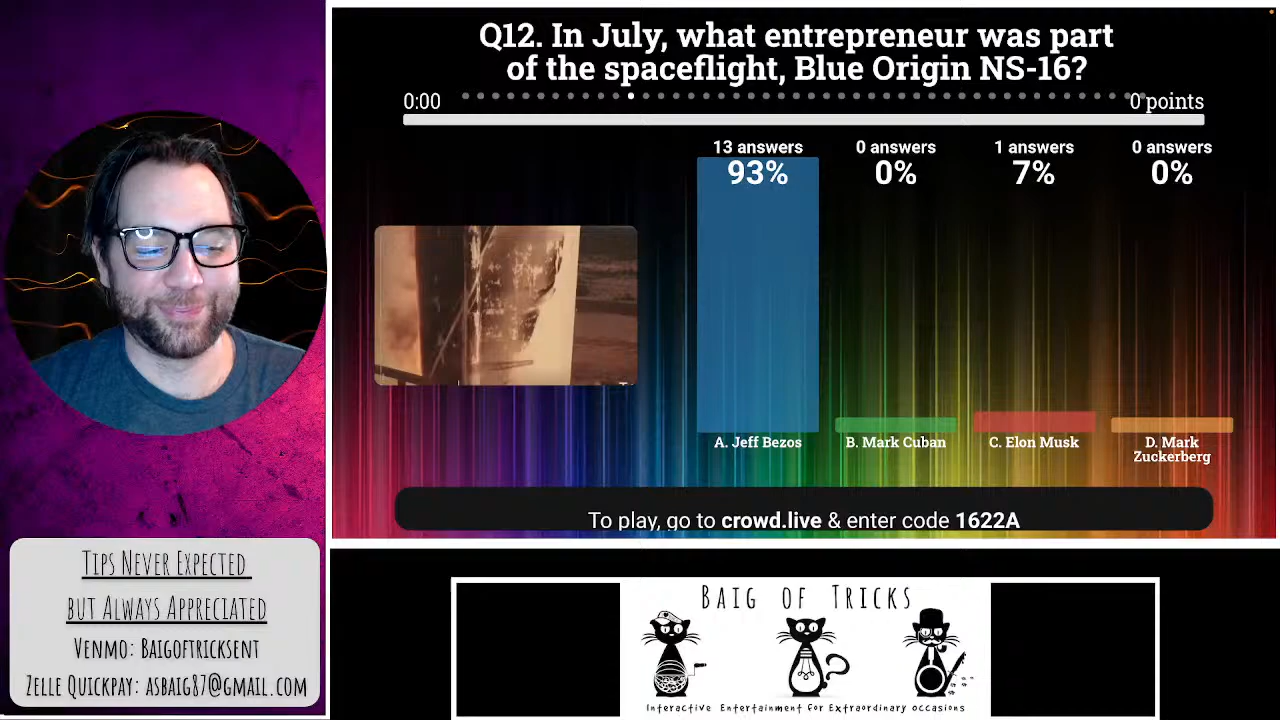 Q12. In July, what entrepreneur was part
of the spaceflight, Blue Origin NS-16?
0:00
0 points
13 answers
93%
0 answers
0%
1 answers
7%
0 answers
0%
A. Jeff Bezos
B. Mark Cuban
C. Elon Musk
D. Mark
Zuckerberg
To play, go to crowd.live & enter code 1622A
Tips Never Expected
but Always Appreciated
Venmo: Baigoftricksent
Zelle Quickpay: asbaig87@gmail.com
Baig of Tricks
Interactive Entertainment for Extraordinary occasions